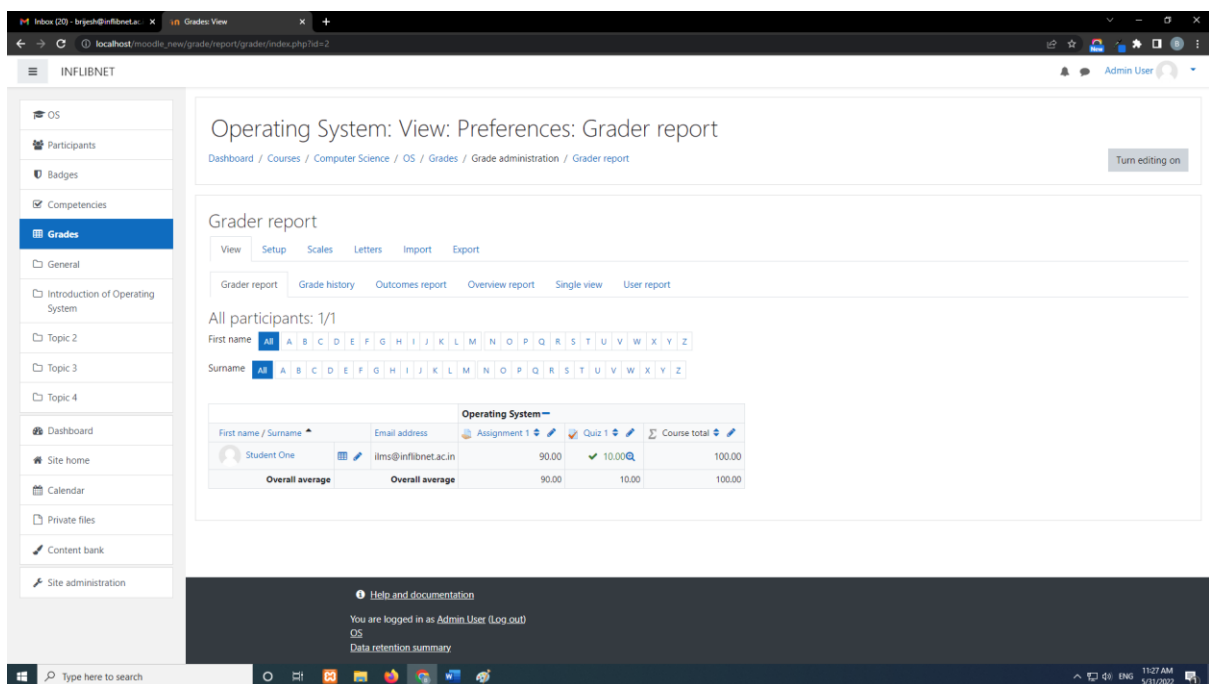 Inbox (20) - brijesh@inflibnet.ac. Grades: View
localhost/moodle_new/grade/report/grader/index.php?id=2
New B
INFLIBNET Admin User
OS
Participants
Badges
Competencies
Grades
General
Introduction of Operating
System
Topic 2
Topic 3
Topic 4
Dashboard
Site home
Calendar
Private files
Content bank
Site administration
Operating System: View: Preferences: Grader report
Dashboard / Courses / Computer Science / OS / Grades / Grade administration / Grader report
Turn editing on
Grader report
View Setup Scales Letters Import Export
Grader report Grade history Outcomes report Overview report Single view User report
All participants: 1/1
First name All A B C D E F G H I J K L M N O P Q R S T U V W X Y Z
Surname All A B C D E F G H I J K L M N O P Q R S T U V W X Y Z
Operating System
First name / Surname Email address Assignment 1 Quiz 1 Course total
Student One ilms@inflibnet.ac.in 90.00 10.00 100.00
Overall average Overall average 90.00 10.00 100.00
Help and documentation
You are logged in as Admin User (Log out)
OS
Data retention summary
Type here to search
ENG
11:27 AM
5/31/2022